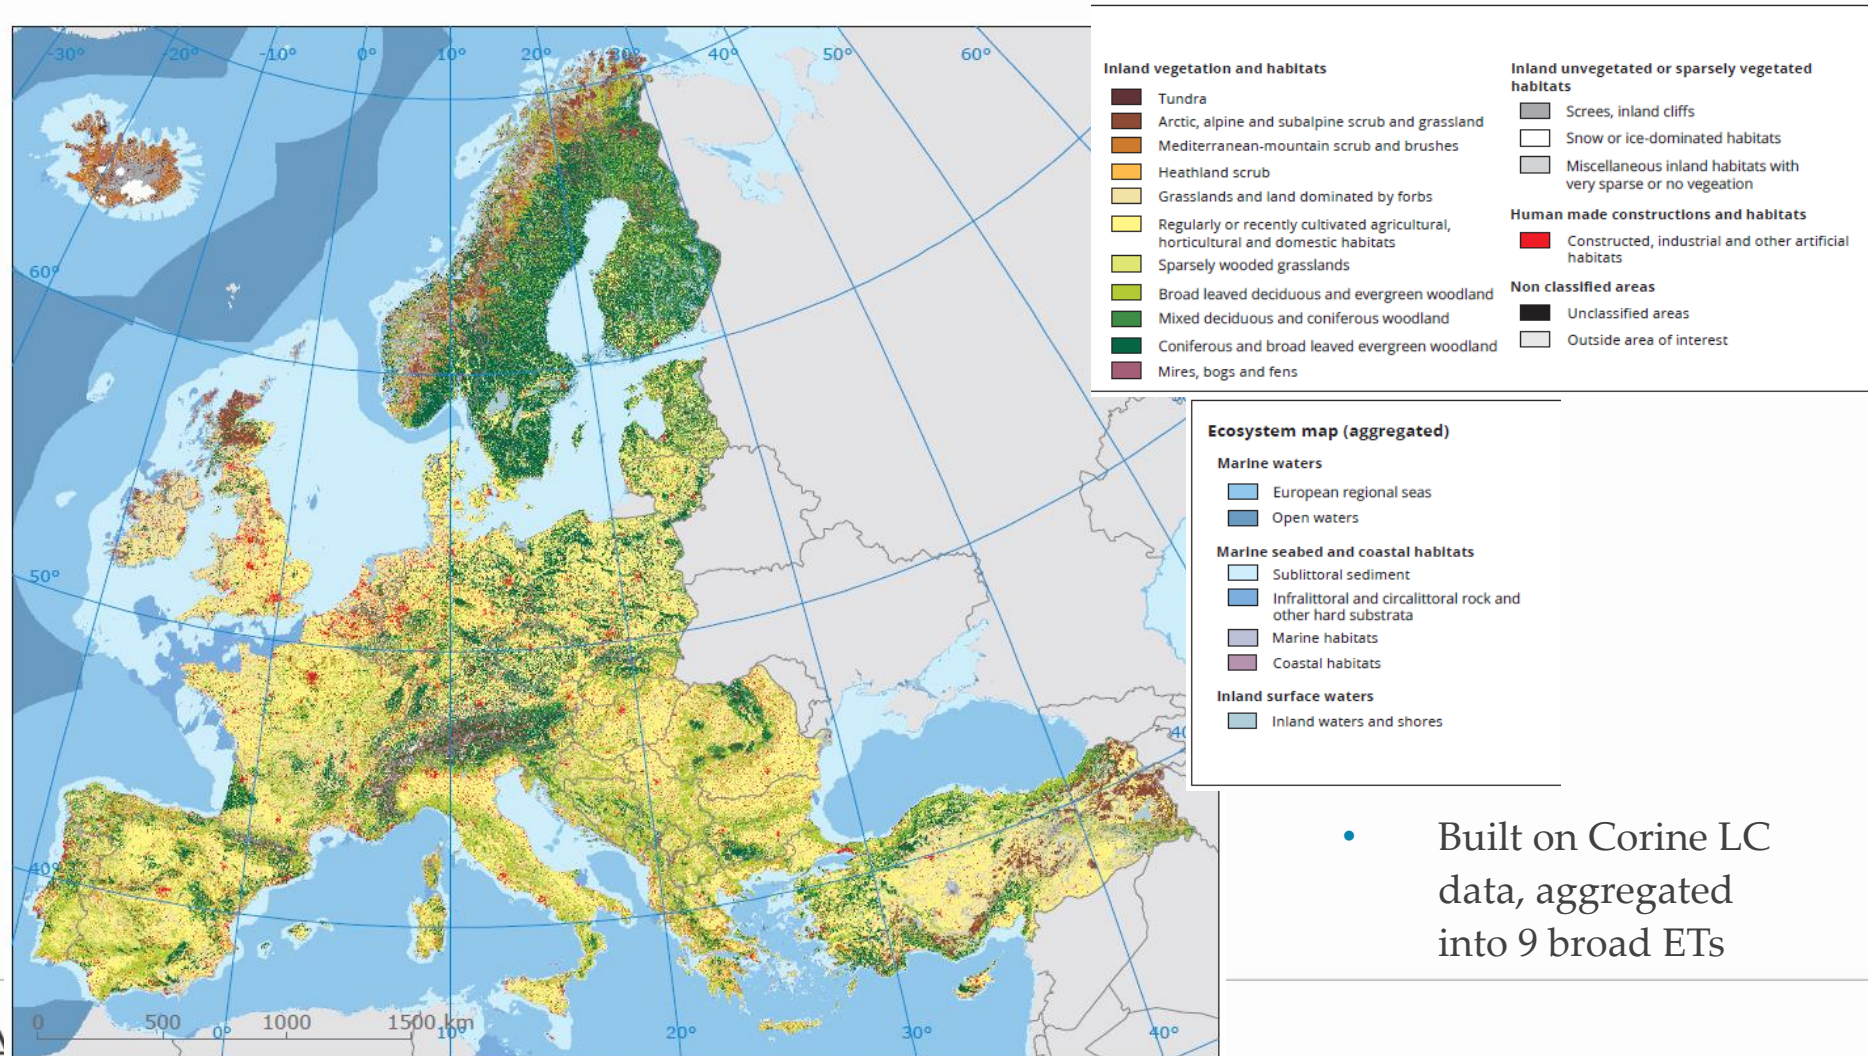 -30°
-20°
-10°
0°
10°
20°
30°
40°
50°
60°
60°
50°
40°
40
0
500
1000
1500 km
0°
10°
20°
30°
40°
Inland vegetation and habitats
Tundra
Arctic, alpine and subalpine scrub and grassland
Mediterranean-mountain scrub and brushes
Heathland scrub
Grasslands and land dominated by forbs
Regularly or recently cultivated agricultural,
horticultural and domestic habitats
Sparsely wooded grasslands
Broad leaved deciduous and evergreen woodland
Mixed deciduous and coniferous woodland
Coniferous and broad leaved evergreen woodland
Mires, bogs and fens
Inland unvegetated or sparsely vegetated
habitats
Screes, inland cliffs
Snow or ice-dominated habitats
Miscellaneous inland habitats with
very sparse or no vegeation
Human made constructions and habitats
Constructed, industrial and other artificial
habitats
Non classified areas
Unclassified areas
Outside area of interest
Ecosystem map (aggregated)
Marine waters
European regional seas
Open waters
Marine seabed and coastal habitats
Sublittoral sediment
Infralittoral and circalittoral rock and
other hard substrata
Marine habitats
Coastal habitats
Inland surface waters
Inland waters and shores
• Built on Corine LC
data, aggregated
into 9 broad ETs